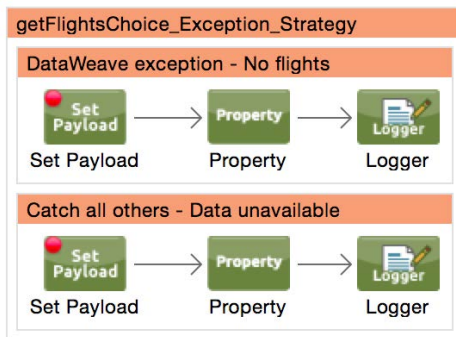 getFlightsChoice_Exception_Strategy
DataWeave exception - No flights
Set Payload Property Logger
Set Payload Property Logger
Catch all others - Data unavailable
Set Payload Property Logger
Set Payload Property Logger